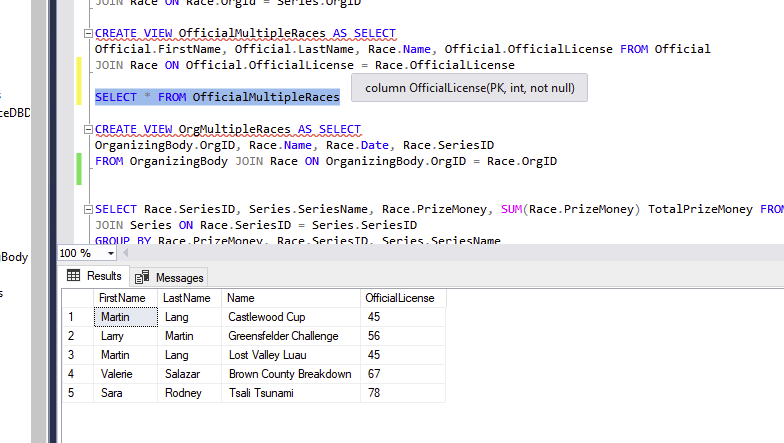 JOIN Race ON Race.OrgId = Series.OrgID
CREATE VIEW OfficialMultipleRaces AS SELECT
Official.FirstName, Official.LastName, Race.Name, Official.OfficialLicense FROM Official
JOIN Race ON Official.OfficialLicense = Race.OfficialLicense
column OfficialLicense(PK, int, not null)
SELECT * FROM OfficialMultipleRaces
ceDBD
CREATE VIEW OrgMultipleRaces AS SELECT
OrganizingBody.OrgID, Race.Name, Race.Date, Race.SeriesID
FROM OrganizingBody JOIN Race ON OrganizingBody.OrgID = Race.OrgID
SELECT Race.SeriesID, Series.SeriesName, Race.PrizeMoney, SUM(Race.PrizeMoney) TotalPrizeMoney FROM
JOIN Series ON Race.SeriesID = Series.SeriesID
GROUP BY Race.PrizeMoney, Race.SeriesID, Series.SeriesName
gBody
100 %
s
Results Messages
FirstName LastName Name OfficialLicense
1 Martin Lang Castlewood Cup 45
2 Larry Martin Greensfelder Challenge 56
3 Martin Lang Lost Valley Luau 45
4 Valerie Salazar Brown County Breakdown 67
5 Sara Rodney Tsali Tsunami 78